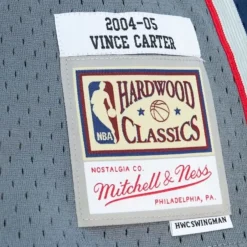 2004-05
VINCE CARTER
HARDWOOD
CLASSICS
NBA
NOSTALGIA CO.
Mitchell & Ness
PHILADELPHIA, PA.
HWC SWINGMAN